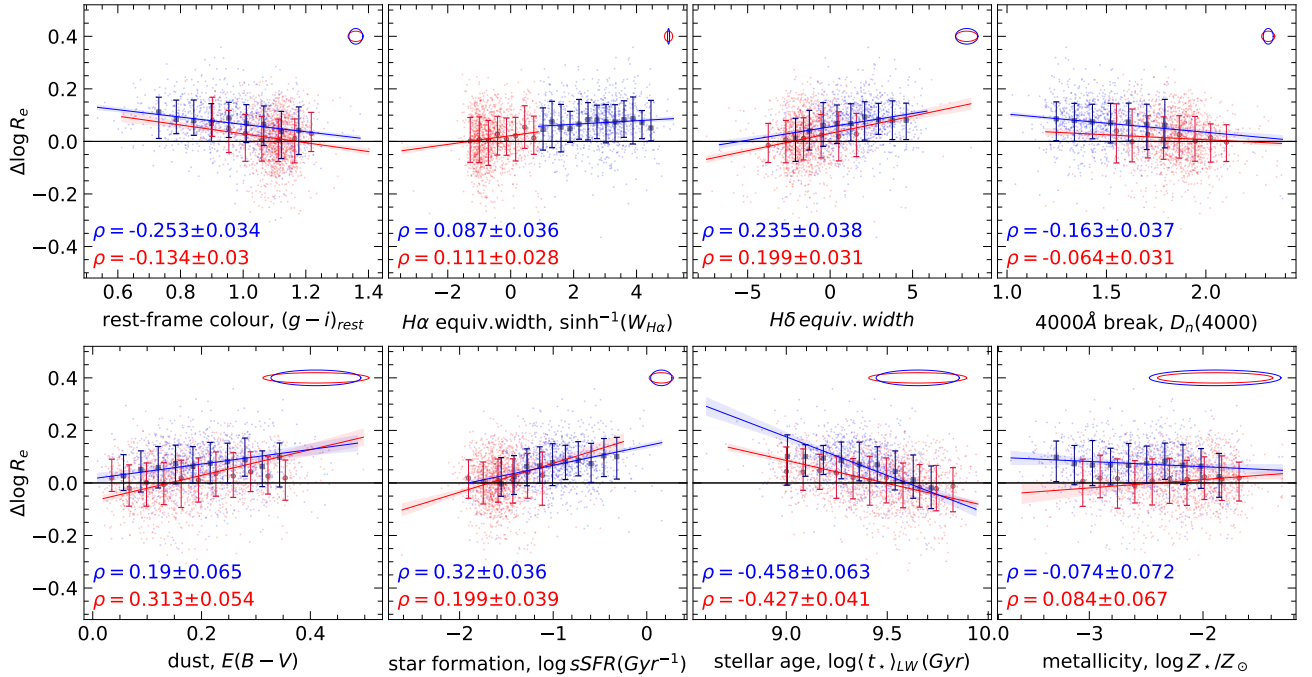 0.4
0.2
0.0
−0.2
−0.4
Δlog R_e
ρ = -0.253±0.034
ρ = -0.134±0.03
0.6 0.8 1.0 1.2 1.4
rest-frame colour, (g − i)_rest
ρ = 0.087±0.036
ρ = 0.111±0.028
−2 0 2 4
Hα equiv.width, sinh⁻¹(W_Hα)
ρ = 0.235±0.038
ρ = 0.199±0.031
−5 0 5
Hδ equiv. width
ρ = -0.163±0.037
ρ = -0.064±0.031
1.0 1.5 2.0 2.4
4000Å break, D_n(4000)
0.4
0.2
0.0
−0.2
−0.4
Δlog R_e
ρ = 0.19±0.065
ρ = 0.313±0.054
0.0 0.2 0.4
dust, E(B − V)
ρ = 0.32±0.036
ρ = 0.199±0.039
−2 −1 0
star formation, log sSFR(Gyr⁻¹)
ρ = -0.458±0.063
ρ = -0.427±0.041
9.0 9.5 10.0
stellar age, log⟨t⋆⟩_LW(Gyr)
ρ = -0.074±0.072
ρ = 0.084±0.067
−3 −2
metallicity, log Z⋆/Z⊙